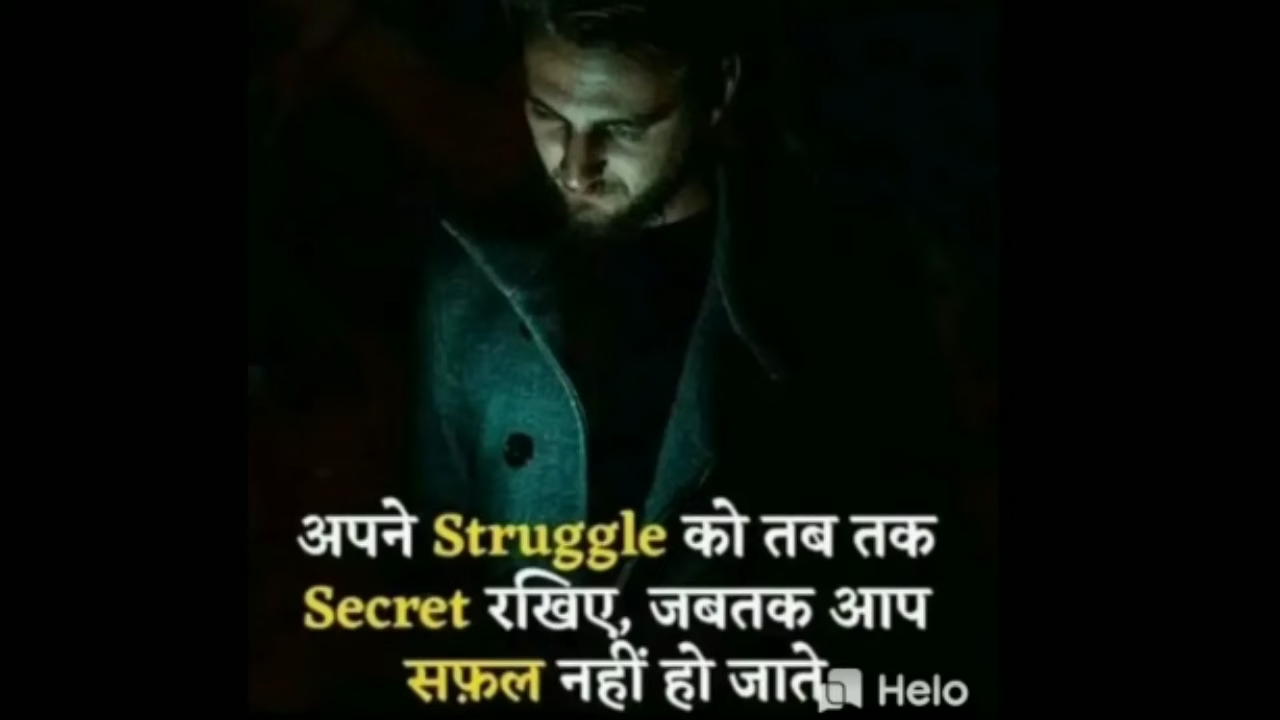 अपने Struggle को तब तक
Secret रखिए, जबतक आप
सफ़ल नहीं हो जाते
Helo